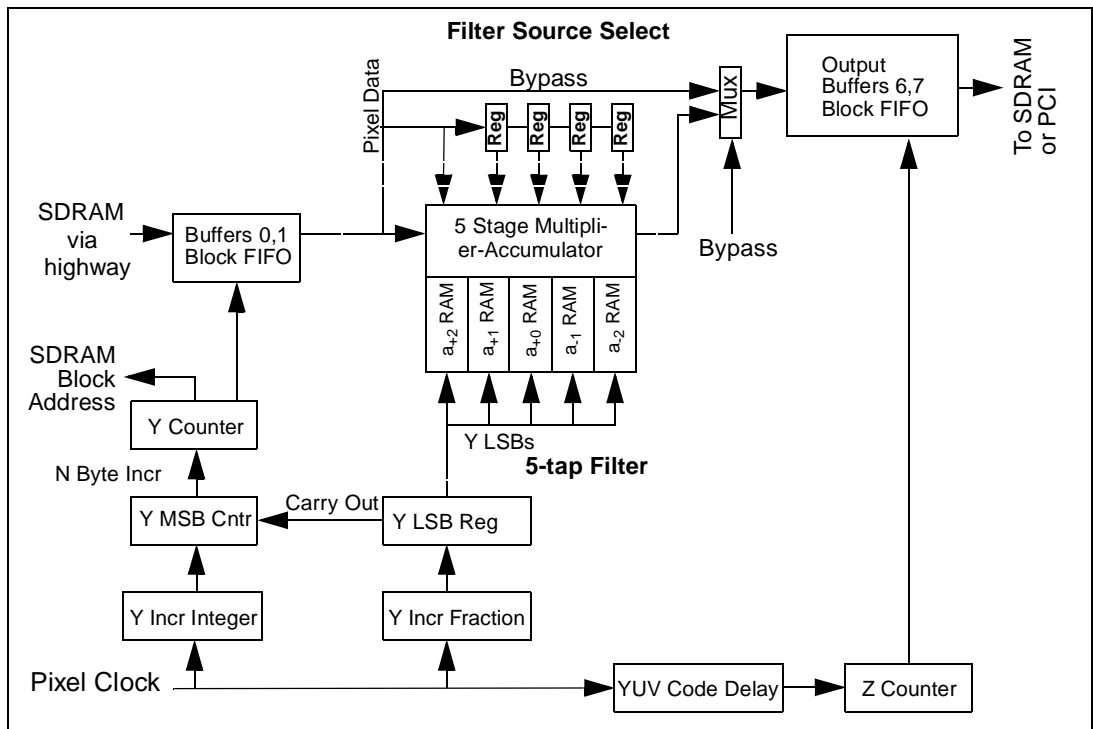 Filter Source Select
Pixel Data
Bypass
Mux
Output
Buffers 6,7
Block FIFO
To SDRAM
or PCI
Reg
Reg
Reg
Reg
SDRAM
via
highway
Buffers 0,1
Block FIFO
5 Stage Multipli-
er-Accumulator
Bypass
a+2 RAM
a+1 RAM
a+0 RAM
a-1 RAM
a-2 RAM
SDRAM
Block
Address
Y Counter
Y LSBs
5-tap Filter
N Byte Incr
Y MSB Cntr
Carry Out
Y LSB Reg
Y Incr Integer
Y Incr Fraction
Pixel Clock
YUV Code Delay
Z Counter